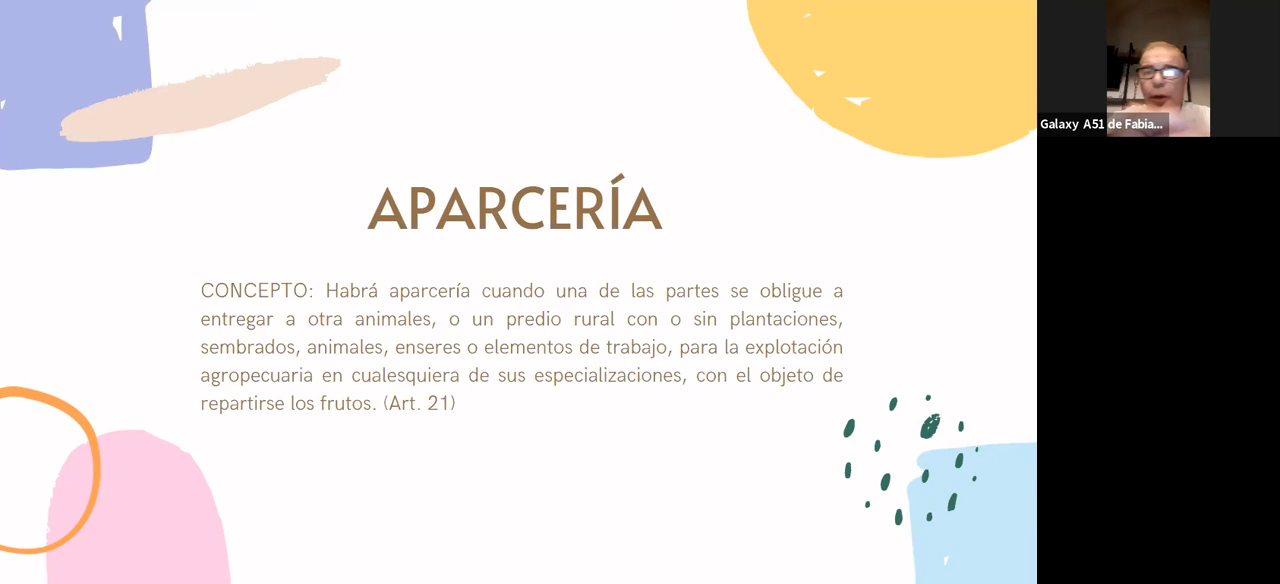 APARCERÍA
CONCEPTO: Habrá aparcería cuando una de las partes se obligue a
entregar a otra animales, o un predio rural con o sin plantaciones,
sembrados, animales, enseres o elementos de trabajo, para la explotación
agropecuaria en cualesquiera de sus especializaciones, con el objeto de
repartirse los frutos. (Art. 21)
Galaxy A51 de Fabia...